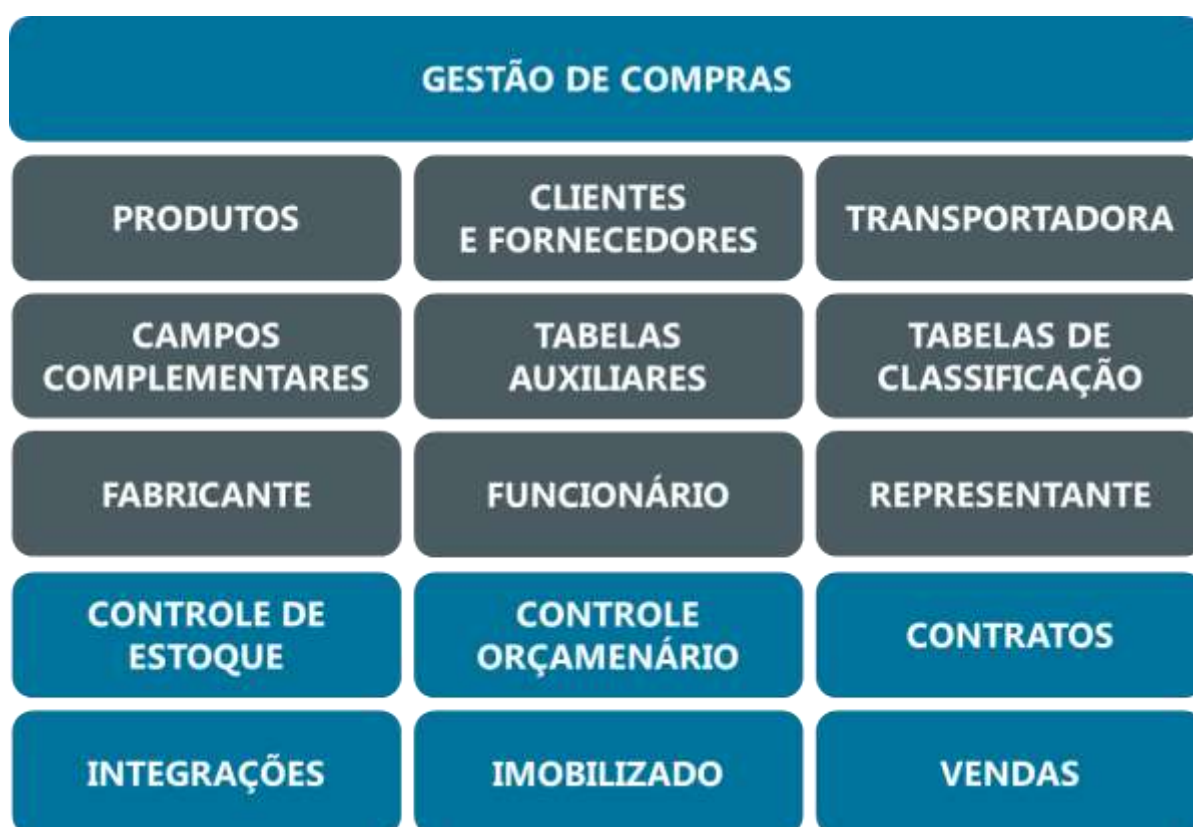 GESTÃO DE COMPRAS
PRODUTOS
CLIENTES
E FORNECEDORES
TRANSPORTADORA
CAMPOS
COMPLEMENTARES
TABELAS
AUXILIARES
TABELAS DE
CLASSIFICAÇÃO
FABRICANTE
FUNCIONÁRIO
REPRESENTANTE
CONTROLE DE
ESTOQUE
CONTROLE
ORÇAMENÁRIO
CONTRATOS
INTEGRAÇÕES
IMOBILIZADO
VENDAS